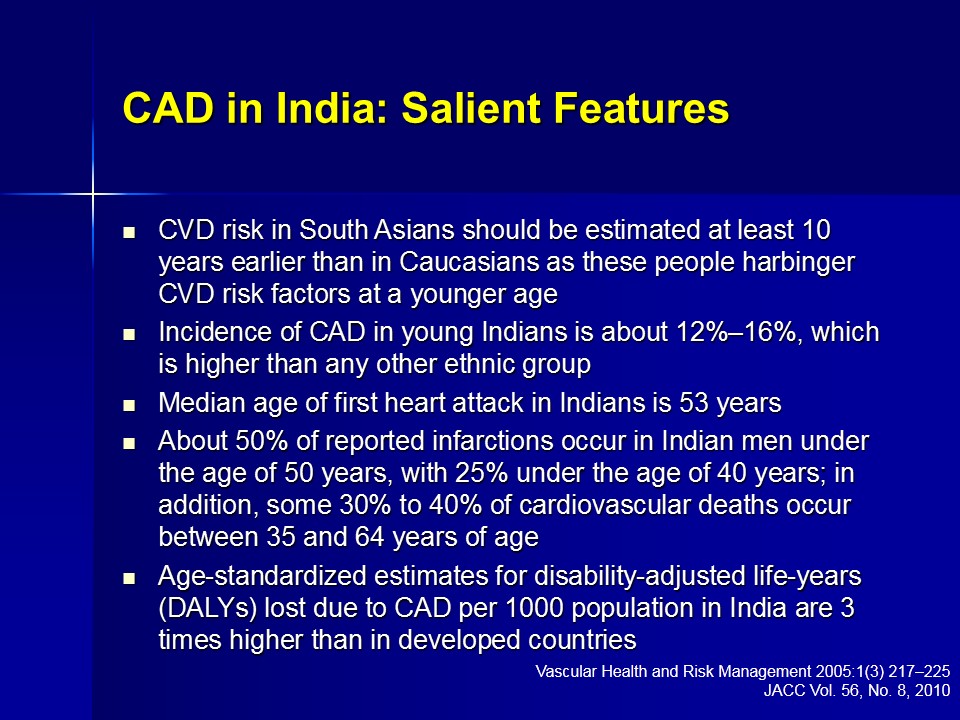 CAD in India: Salient Features
CVD risk in South Asians should be estimated at least 10
years earlier than in Caucasians as these people harbinger
CVD risk factors at a younger age
Incidence of CAD in young Indians is about 12%–16%, which
is higher than any other ethnic group
Median age of first heart attack in Indians is 53 years
About 50% of reported infarctions occur in Indian men under
the age of 50 years, with 25% under the age of 40 years; in
addition, some 30% to 40% of cardiovascular deaths occur
between 35 and 64 years of age
Age-standardized estimates for disability-adjusted life-years
(DALYs) lost due to CAD per 1000 population in India are 3
times higher than in developed countries
Vascular Health and Risk Management 2005:1(3) 217–225
JACC Vol. 56, No. 8, 2010